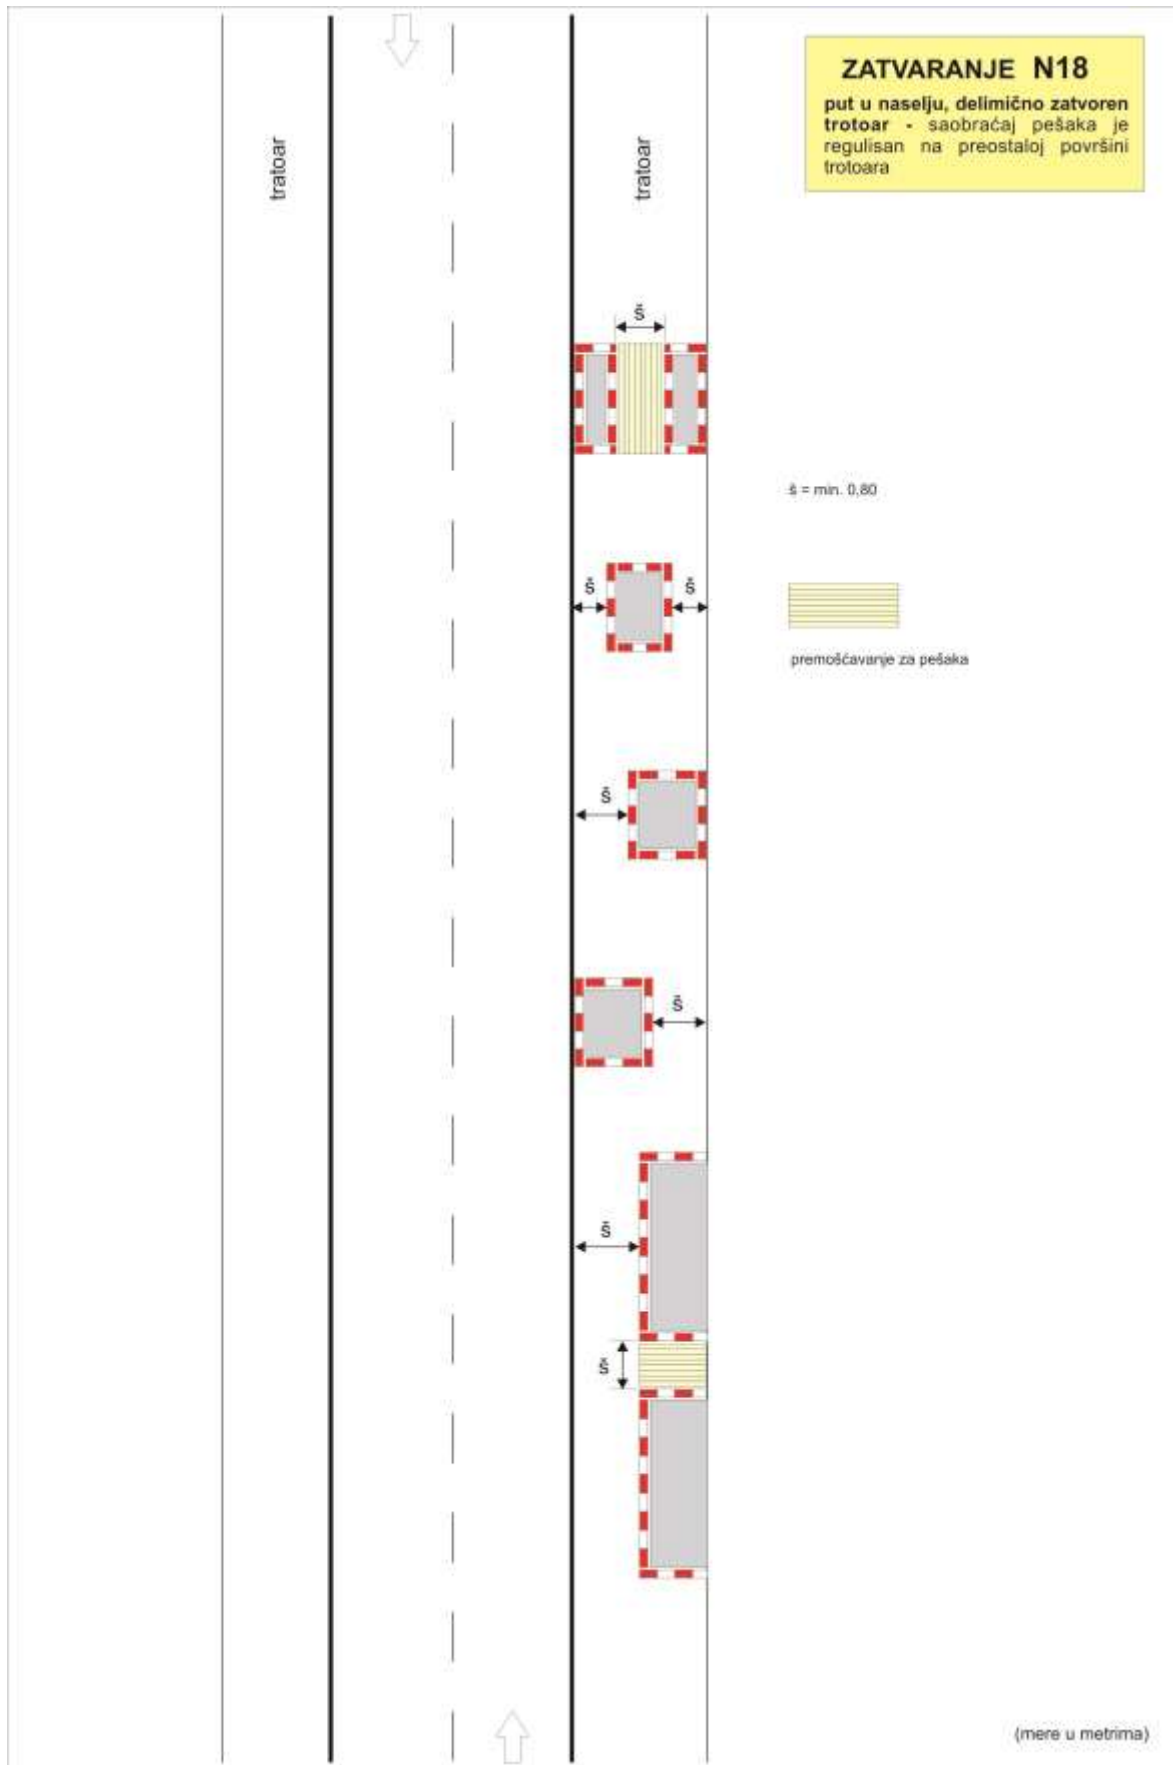 ZATVARANJE N18
put u naselju, delimično zatvoren
trotoar - saobraćaj pešaka je
regulisan na preostaloj površini
trotoara
tratoar
tratoar
š
š = min. 0,80
š
š
premošćavanje za pešaka
š
š
š
š
(mere u metrima)